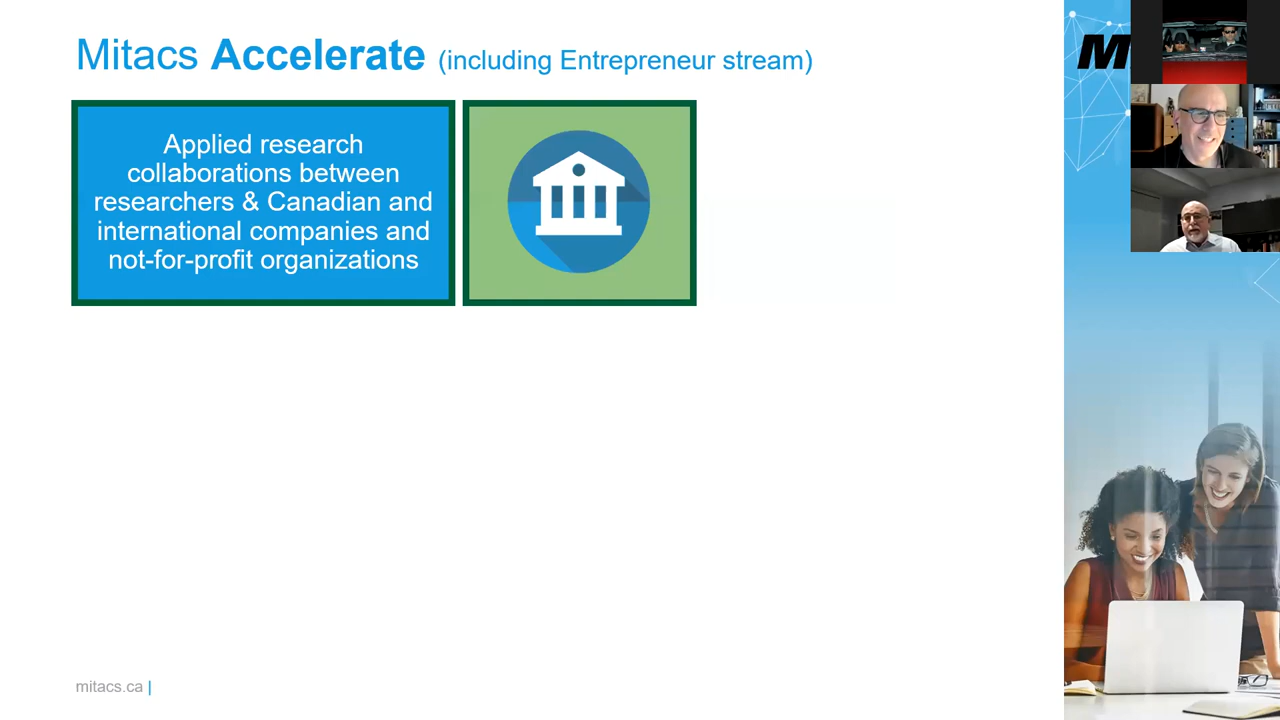 Mitacs Accelerate (including Entrepreneur stream)
Applied research
collaborations between
researchers & Canadian and
international companies and
not-for-profit organizations
M
mitacs.ca |